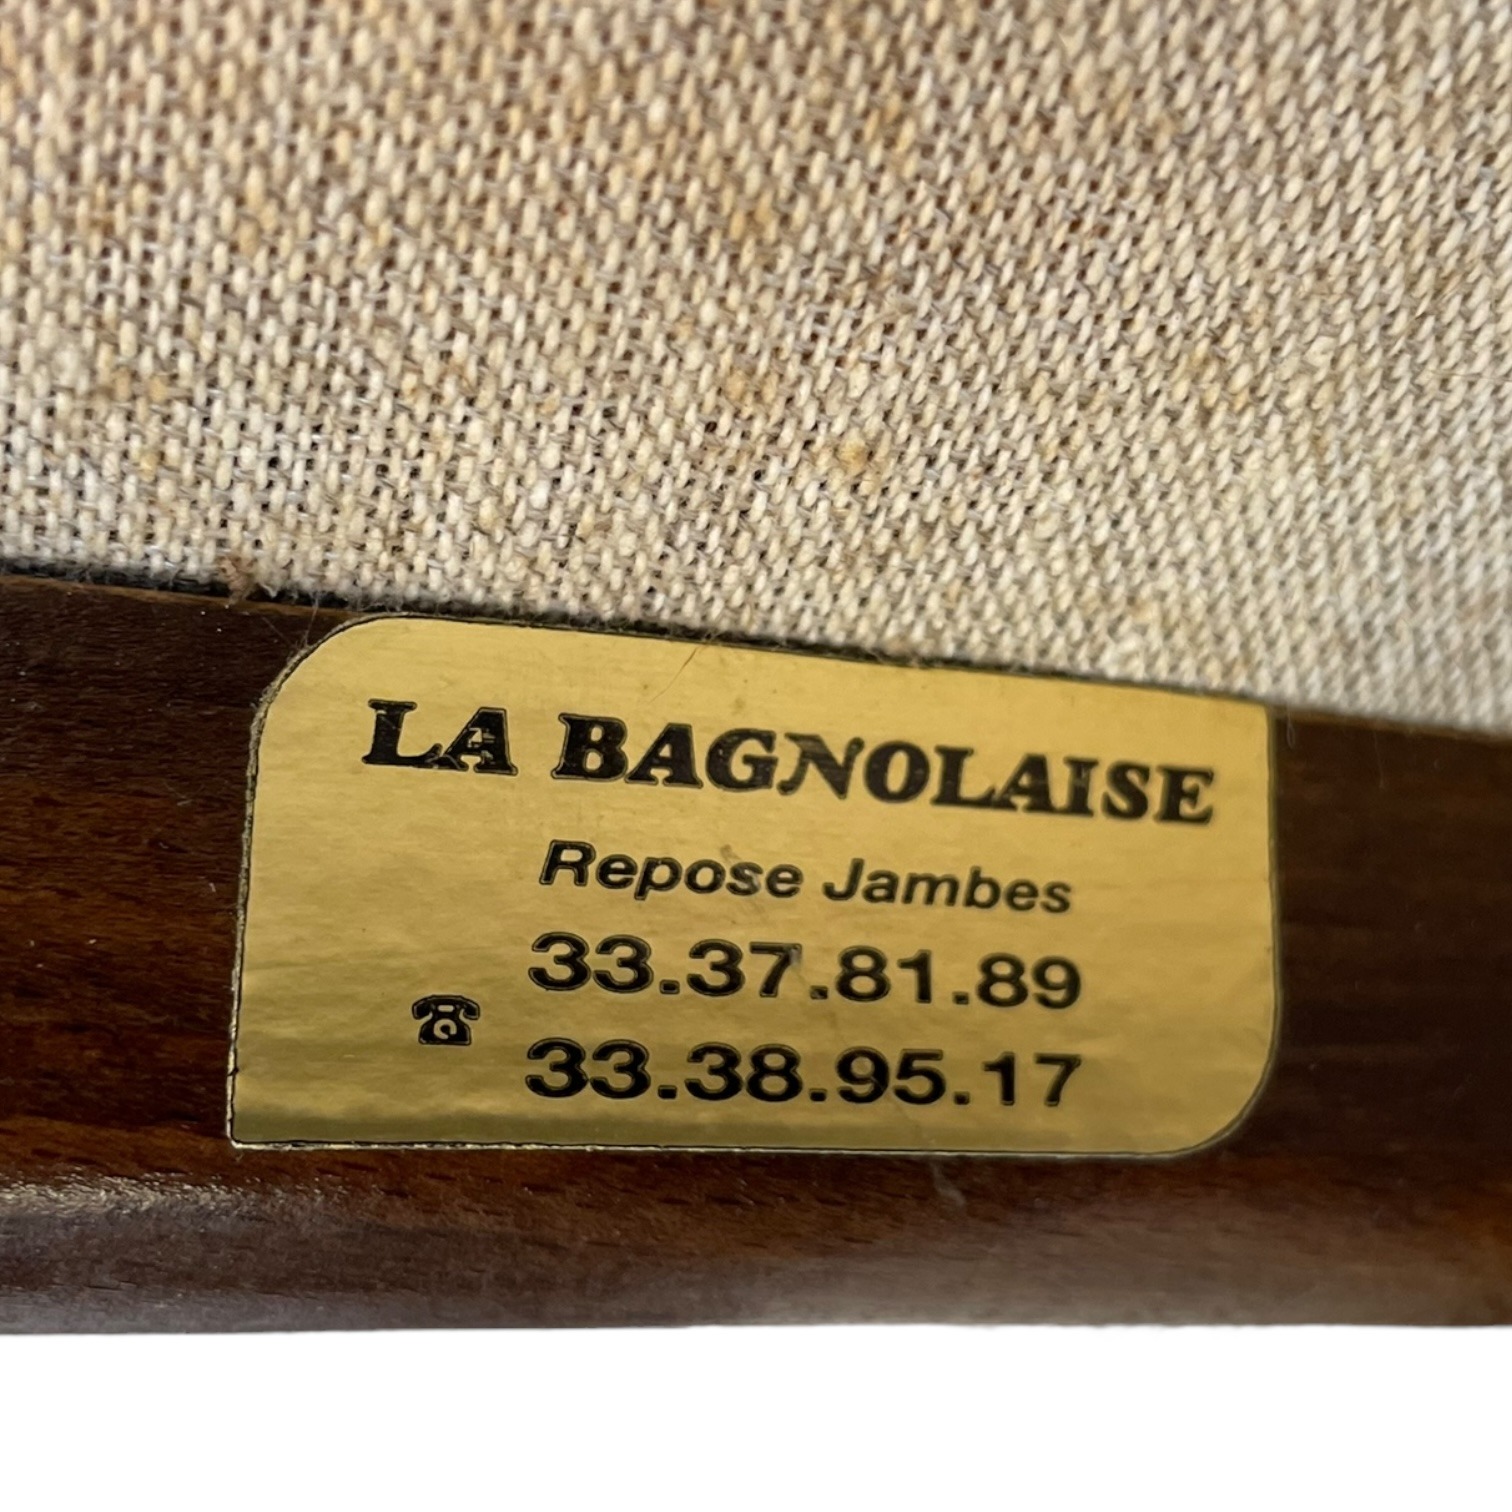 LA BAGNOLAISE
Repose Jambes
33.37.81.89
☎ 33.38.95.17